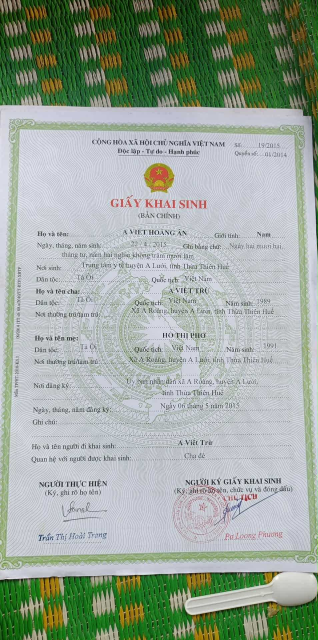 CỘNG HÒA XÃ HỘI CHỦ NGHĨA VIỆT NAM
Độc lập - Tự do - Hạnh phúc
Số: 19/2015
Quyển số: 01/2014
GIẤY KHAI SINH
(BẢN CHÍNH)
Họ và tên: A VIẾT HOÀNG ÂN Giới tính: Nam
Ngày, tháng, năm sinh: 22 - 4 - 2015 Ghi bằng chữ: Ngày hai mươi hai,
tháng tư, năm hai nghìn không trăm mười lăm.
Nơi sinh: Trung tâm y tế huyện A Lưới, tỉnh Thừa Thiên Huế
Dân tộc: Tà Ôi Quốc tịch: Việt Nam
Họ và tên cha: A VIẾT TRÙ
Dân tộc: Tà Ôi Quốc tịch: Việt Nam Năm sinh: 1989
Nơi thường trú/tạm trú: Xã A Roàng, huyện A Lưới, tỉnh Thừa Thiên Huế
Họ và tên mẹ: HỒ THỊ PHƠ
Dân tộc: Tà Ôi Quốc tịch: Việt Nam Năm sinh: 1991
Nơi thường trú/tạm trú: Xã A Roàng, huyện A Lưới, tỉnh Thừa Thiên Huế
Nơi đăng ký: Ủy ban nhân dân xã A Roàng, huyện A Lưới,
tỉnh Thừa Thiên Huế
Ngày, tháng, năm đăng ký: Ngày 06 tháng 5 năm 2015
Ghi chú:
Họ và tên người đi khai sinh: A Viết Trù
Quan hệ với người được khai sinh: Cha đẻ
NGƯỜI THỰC HIỆN
(Ký, ghi rõ họ tên)
Trần Thị Hoài Trang
NGƯỜI KÝ GIẤY KHAI SINH
(Ký, ghi rõ họ tên, chức vụ và đóng dấu)
CHỦ TỊCH
Pa Loong Phương